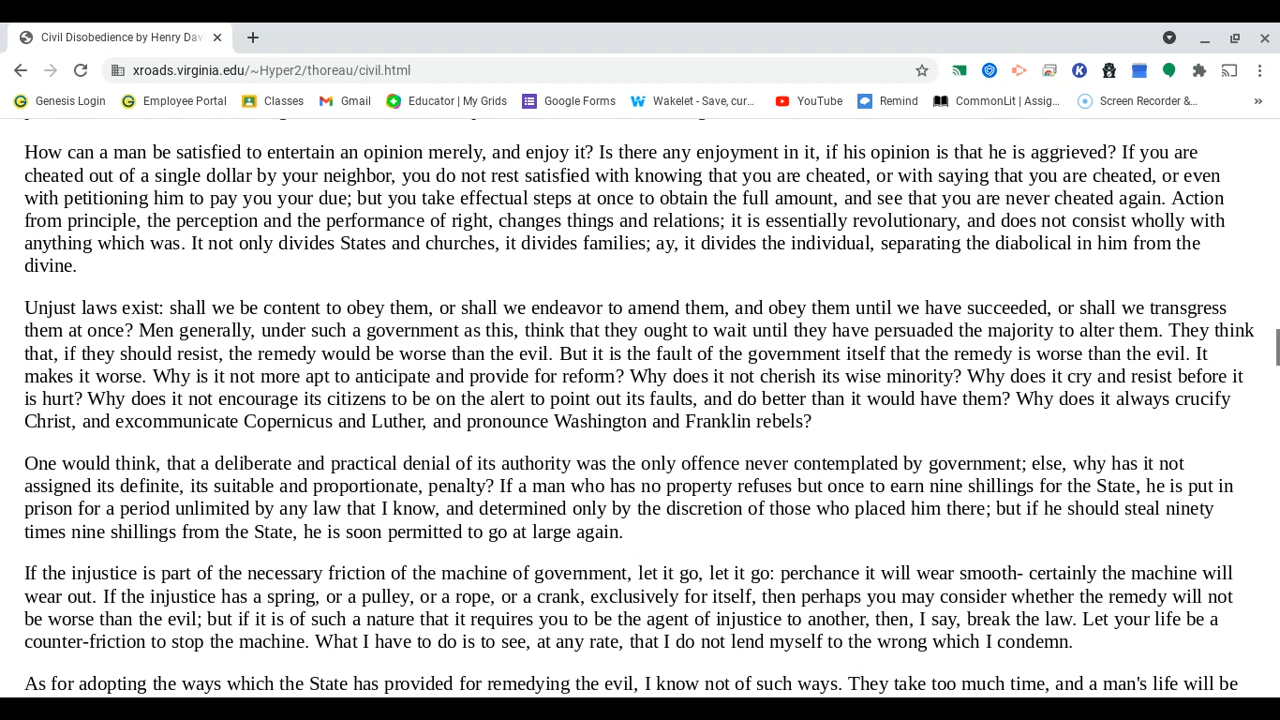 Civil Disobedience by Henry Dav
xroads.virginia.edu/~Hyper2/thoreau/civil.html
Genesis Login Employee Portal Classes Gmail Educator | My Grids Google Forms Wakelet - Save, cur... YouTube Remind CommonLit | Assig... Screen Recorder &... »
How can a man be satisfied to entertain an opinion merely, and enjoy it? Is there any enjoyment in it, if his opinion is that he is aggrieved? If you are
cheated out of a single dollar by your neighbor, you do not rest satisfied with knowing that you are cheated, or with saying that you are cheated, or even
with petitioning him to pay you your due; but you take effectual steps at once to obtain the full amount, and see that you are never cheated again. Action
from principle, the perception and the performance of right, changes things and relations; it is essentially revolutionary, and does not consist wholly with
anything which was. It not only divides States and churches, it divides families; ay, it divides the individual, separating the diabolical in him from the
divine.
Unjust laws exist: shall we be content to obey them, or shall we endeavor to amend them, and obey them until we have succeeded, or shall we transgress
them at once? Men generally, under such a government as this, think that they ought to wait until they have persuaded the majority to alter them. They think
that, if they should resist, the remedy would be worse than the evil. But it is the fault of the government itself that the remedy is worse than the evil. It
makes it worse. Why is it not more apt to anticipate and provide for reform? Why does it not cherish its wise minority? Why does it cry and resist before it
is hurt? Why does it not encourage its citizens to be on the alert to point out its faults, and do better than it would have them? Why does it always crucify
Christ, and excommunicate Copernicus and Luther, and pronounce Washington and Franklin rebels?
One would think, that a deliberate and practical denial of its authority was the only offence never contemplated by government; else, why has it not
assigned its definite, its suitable and proportionate, penalty? If a man who has no property refuses but once to earn nine shillings for the State, he is put in
prison for a period unlimited by any law that I know, and determined only by the discretion of those who placed him there; but if he should steal ninety
times nine shillings from the State, he is soon permitted to go at large again.
If the injustice is part of the necessary friction of the machine of government, let it go, let it go: perchance it will wear smooth- certainly the machine will
wear out. If the injustice has a spring, or a pulley, or a rope, or a crank, exclusively for itself, then perhaps you may consider whether the remedy will not
be worse than the evil; but if it is of such a nature that it requires you to be the agent of injustice to another, then, I say, break the law. Let your life be a
counter-friction to stop the machine. What I have to do is to see, at any rate, that I do not lend myself to the wrong which I condemn.
As for adopting the ways which the State has provided for remedying the evil, I know not of such ways. They take too much time, and a man's life will be